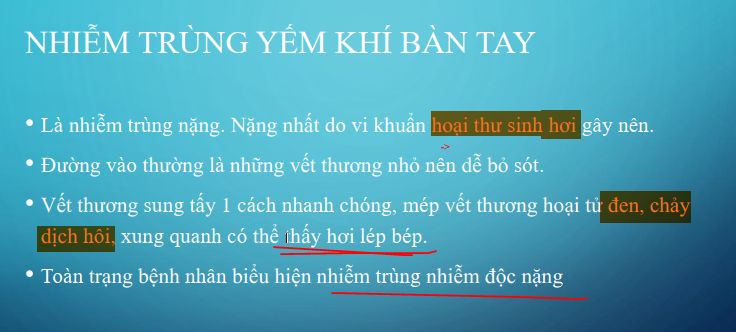 NHIỄM TRÙNG YẾM KHÍ BÀN TAY
• Là nhiễm trùng nặng. Nặng nhất do vi khuẩn hoại thư sinh hơi gây nên.
• Đường vào thường là những vết thương nhỏ nên dễ bỏ sót.
• Vết thương sung tấy 1 cách nhanh chóng, mép vết thương hoại tử đen, chảy
dịch hôi, xung quanh có thể thấy hơi lép bép.
• Toàn trạng bệnh nhân biểu hiện nhiễm trùng nhiễm độc nặng